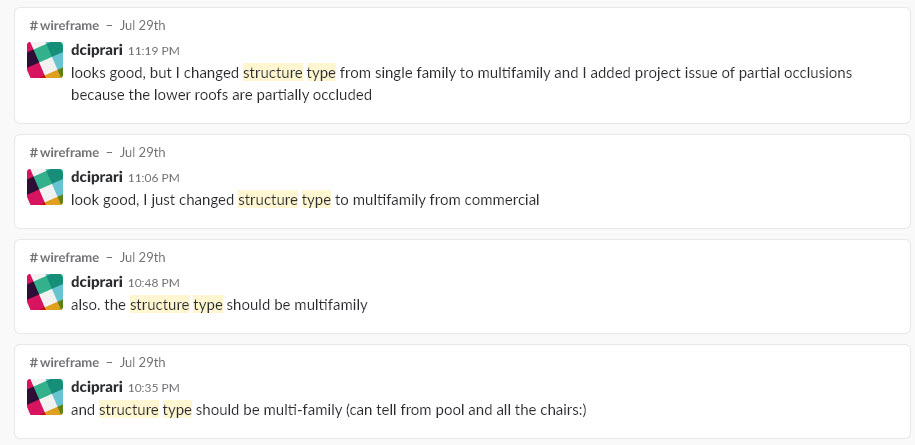 # wireframe – Jul 29th
dciprari 11:19 PM
looks good, but I changed structure type from single family to multifamily and I added project issue of partial occlusions
because the lower roofs are partially occluded
# wireframe – Jul 29th
dciprari 11:06 PM
look good, I just changed structure type to multifamily from commercial
# wireframe – Jul 29th
dciprari 10:48 PM
also. the structure type should be multifamily
# wireframe – Jul 29th
dciprari 10:35 PM
and structure type should be multi-family (can tell from pool and all the chairs:)